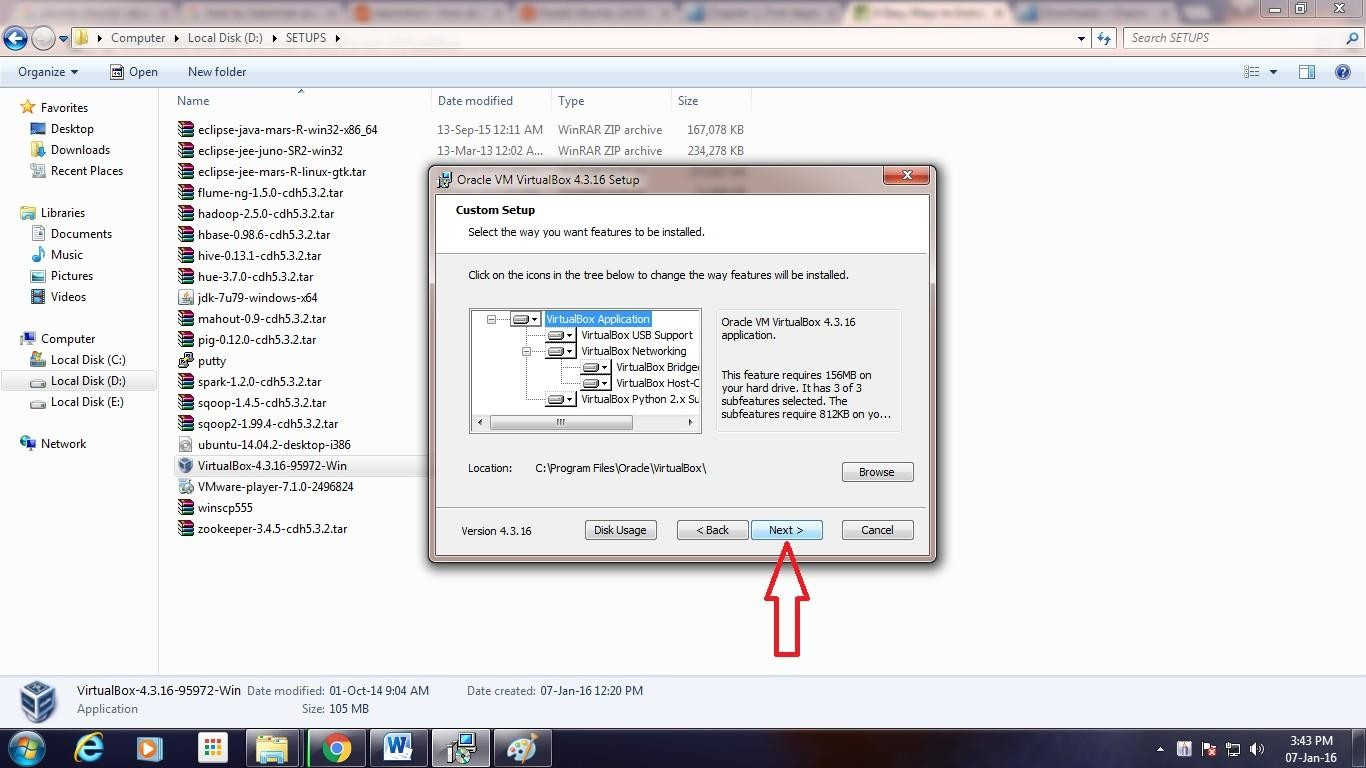 Computer Local Disk (D:) SETUPS
Search SETUPS
Organize Open New folder
Favorites
Desktop
Downloads
Recent Places
Libraries
Documents
Music
Pictures
Videos
Computer
Local Disk (C:)
Local Disk (D:)
Local Disk (E:)
Network
Name Date modified Type Size
eclipse-java-mars-R-win32-x86_64 13-Sep-15 12:11 AM WinRAR ZIP archive 167,078 KB
eclipse-jee-juno-SR2-win32 13-Mar-13 12:02 A... WinRAR ZIP archive 234,278 KB
eclipse-jee-mars-R-linux-gtk.tar
flume-ng-1.5.0-cdh5.3.2.tar
hadoop-2.5.0-cdh5.3.2.tar
hbase-0.98.6-cdh5.3.2.tar
hive-0.13.1-cdh5.3.2.tar
hue-3.7.0-cdh5.3.2.tar
jdk-7u79-windows-x64
mahout-0.9-cdh5.3.2.tar
pig-0.12.0-cdh5.3.2.tar
putty
spark-1.2.0-cdh5.3.2.tar
sqoop-1.4.5-cdh5.3.2.tar
sqoop2-1.99.4-cdh5.3.2.tar
ubuntu-14.04.2-desktop-i386
VirtualBox-4.3.16-95972-Win
VMware-player-7.1.0-2496824
winscp555
zookeeper-3.4.5-cdh5.3.2.tar
Oracle VM VirtualBox 4.3.16 Setup
Custom Setup
Select the way you want features to be installed.
Click on the icons in the tree below to change the way features will be installed.
VirtualBox Application
VirtualBox USB Support
VirtualBox Networking
VirtualBox Bridge
VirtualBox Host-C
VirtualBox Python 2.x Su
Oracle VM VirtualBox 4.3.16
application.
This feature requires 156MB on
your hard drive. It has 3 of 3
subfeatures selected. The
subfeatures require 812KB on yo...
Location: C:\Program Files\Oracle\VirtualBox\
Browse
Version 4.3.16 Disk Usage < Back Next > Cancel
VirtualBox-4.3.16-95972-Win Date modified: 01-Oct-14 9:04 AM Date created: 07-Jan-16 12:20 PM
Application Size: 105 MB
3:43 PM
07-Jan-16